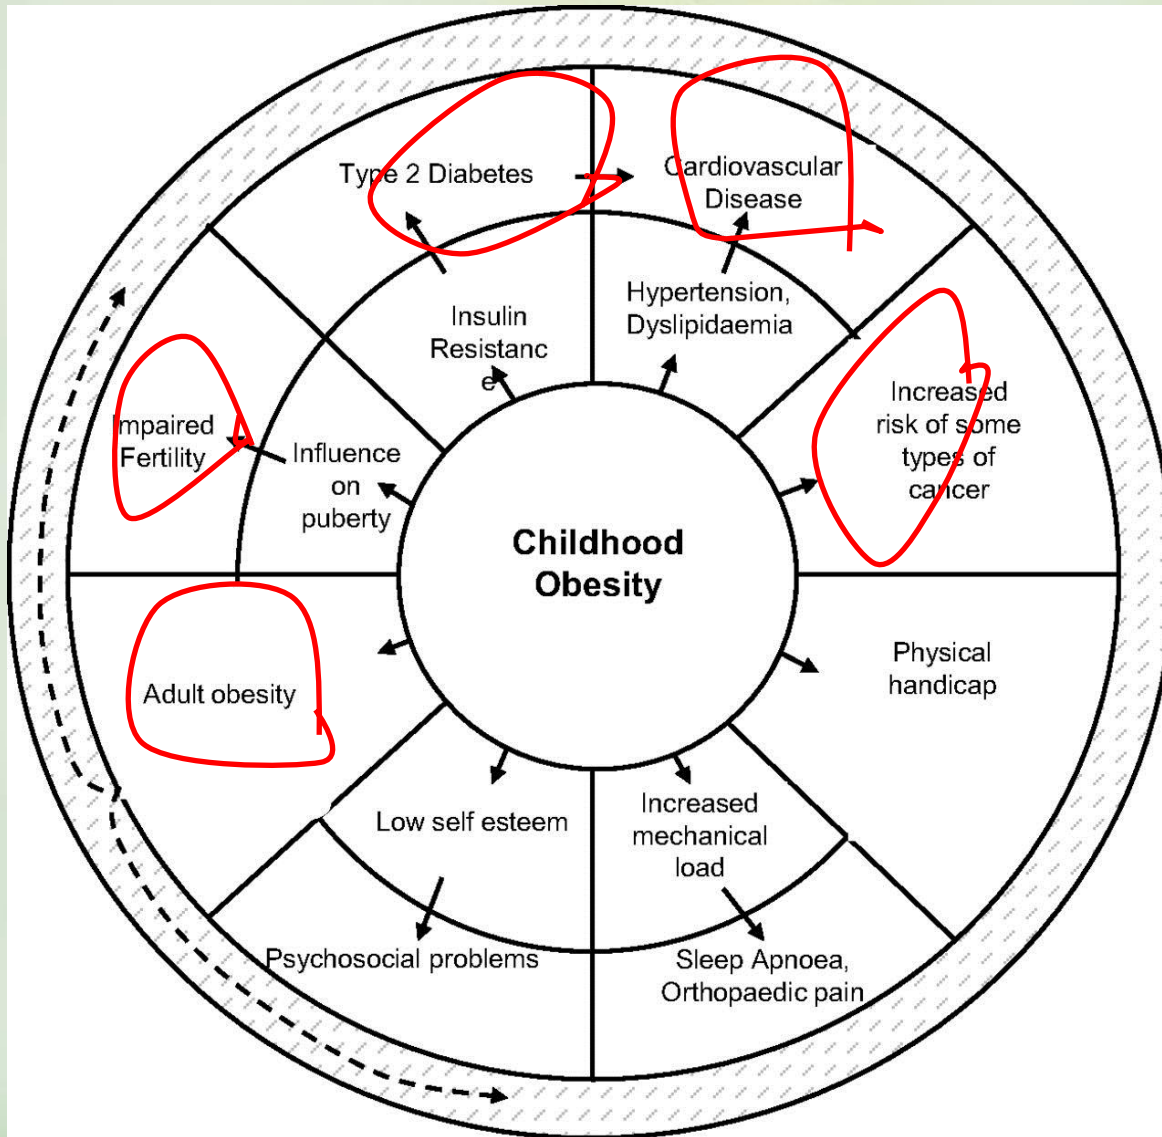 Type 2 Diabetes
Cardiovascular
Disease
Insulin
Resistanc
e
Hypertension,
Dyslipidaemia
Increased
risk of some
types of
cancer
Impaired
Fertility
Influence
on
puberty
Childhood
Obesity
Adult obesity
Physical
handicap
Low self esteem
Increased
mechanical
load
Psychosocial problems
Sleep Apnoea,
Orthopaedic pain